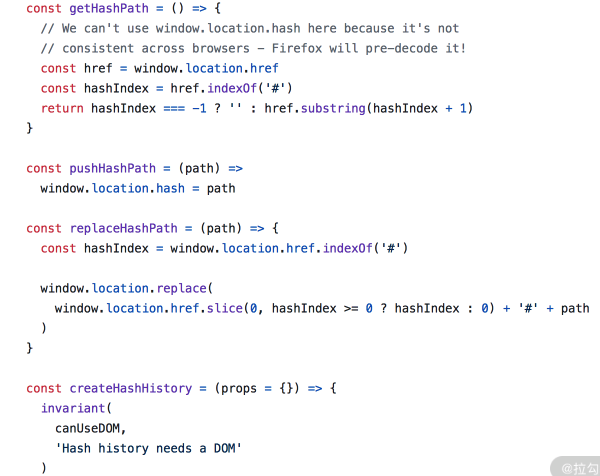 const getHashPath = () => {
  // We can't use window.location.hash here because it's not
  // consistent across browsers - Firefox will pre-decode it!
  const href = window.location.href
  const hashIndex = href.indexOf('#')
  return hashIndex === -1 ? '' : href.substring(hashIndex + 1)
}

const pushHashPath = (path) =>
  window.location.hash = path

const replaceHashPath = (path) => {
  const hashIndex = window.location.href.indexOf('#')

  window.location.replace(
    window.location.href.slice(0, hashIndex >= 0 ? hashIndex : 0) + '#' + path
  )
}

const createHashHistory = (props = {}) => {
  invariant(
    canUseDOM,
    'Hash history needs a DOM'
  )
@拉勾